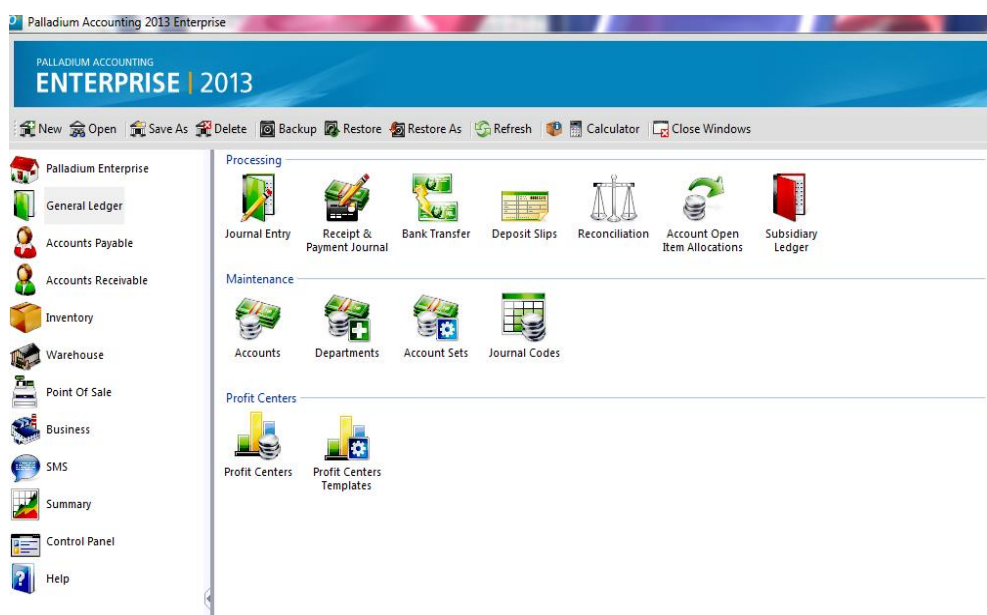 Palladium Accounting 2013 Enterprise
PALLADIUM ACCOUNTING
ENTERPRISE | 2013
New Open Save As Delete Backup Restore Restore As Refresh Calculator Close Windows
Palladium Enterprise
General Ledger
Accounts Payable
Accounts Receivable
Inventory
Warehouse
Point Of Sale
Business
SMS
Summary
Control Panel
Help
Processing
Journal Entry
Receipt &
Payment Journal
Bank Transfer
Deposit Slips
Reconciliation
Account Open
Item Allocations
Subsidiary
Ledger
Maintenance
Accounts
Departments
Account Sets
Journal Codes
Profit Centers
Profit Centers
Profit Centers
Templates